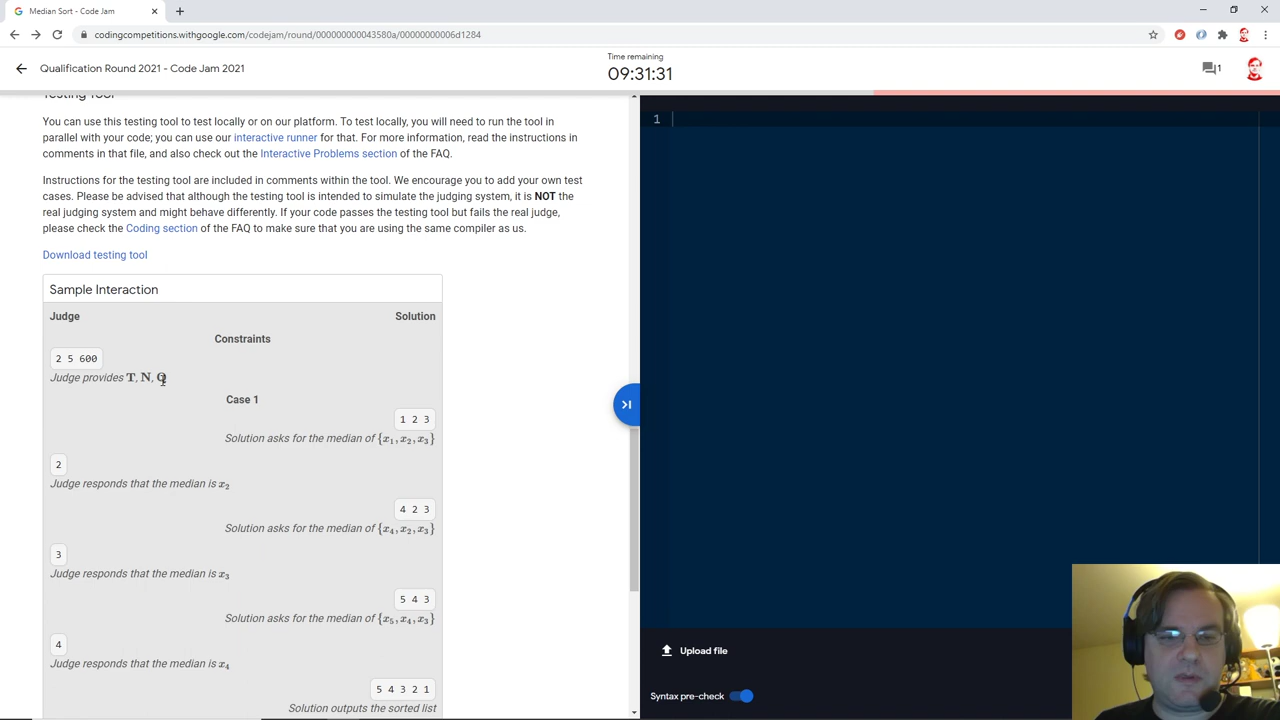 Median Sort - Code Jam
codingcompetitions.withgoogle.com/codejam/round/000000000043580a/00000000006d1284
Time remaining
09:31:31
Qualification Round 2021 - Code Jam 2021
1
Testing Tool
You can use this testing tool to test locally or on our platform. To test locally, you will need to run the tool in
parallel with your code; you can use our interactive runner for that. For more information, read the instructions in
comments in that file, and also check out the Interactive Problems section of the FAQ.
Instructions for the testing tool are included in comments within the tool. We encourage you to add your own test
cases. Please be advised that although the testing tool is intended to simulate the judging system, it is NOT the
real judging system and might behave differently. If your code passes the testing tool but fails the real judge,
please check the Coding section of the FAQ to make sure that you are using the same compiler as us.
Download testing tool
Sample Interaction
Judge Solution
Constraints
2 5 600
Judge provides T, N, Q
Case 1
1 2 3
Solution asks for the median of {x₁, x₂, x₃}
2
Judge responds that the median is x₂
4 2 3
Solution asks for the median of {x₄, x₂, x₃}
3
Judge responds that the median is x₃
5 4 3
Solution asks for the median of {x₅, x₄, x₃}
4
Judge responds that the median is x₄
5 4 3 2 1
Solution outputs the sorted list
1
Upload file
Syntax pre-check